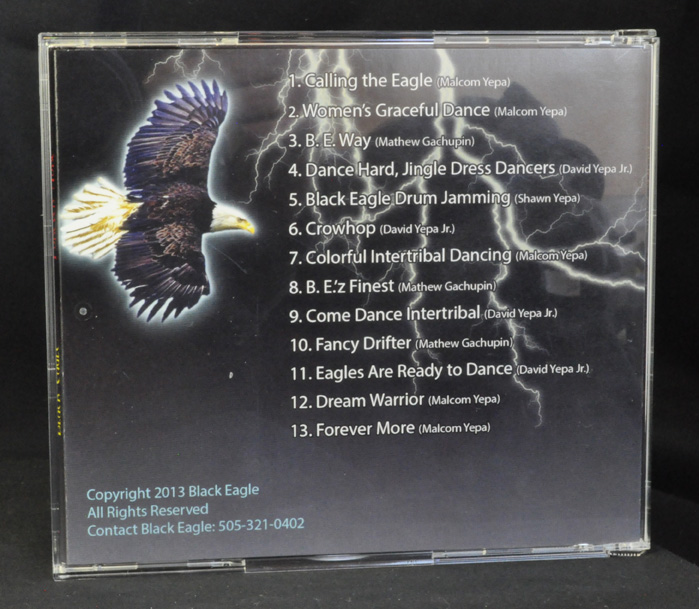 1. Calling the Eagle (Malcom Yepa)
2. Women's Graceful Dance (Malcom Yepa)
3. B. E. Way (Mathew Gachupin)
4. Dance Hard, Jingle Dress Dancers (David Yepa Jr.)
5. Black Eagle Drum Jamming (Shawn Yepa)
6. Crowhop (David Yepa Jr.)
7. Colorful Intertribal Dancing (Malcom Yepa)
8. B. E.'z Finest (Mathew Gachupin)
9. Come Dance Intertribal (David Yepa Jr.)
10. Fancy Drifter (Mathew Gachupin)
11. Eagles Are Ready to Dance (David Yepa Jr.)
12. Dream Warrior (Malcom Yepa)
13. Forever More (Malcom Yepa)
Copyright 2013 Black Eagle
All Rights Reserved
Contact Black Eagle: 505-321-0402